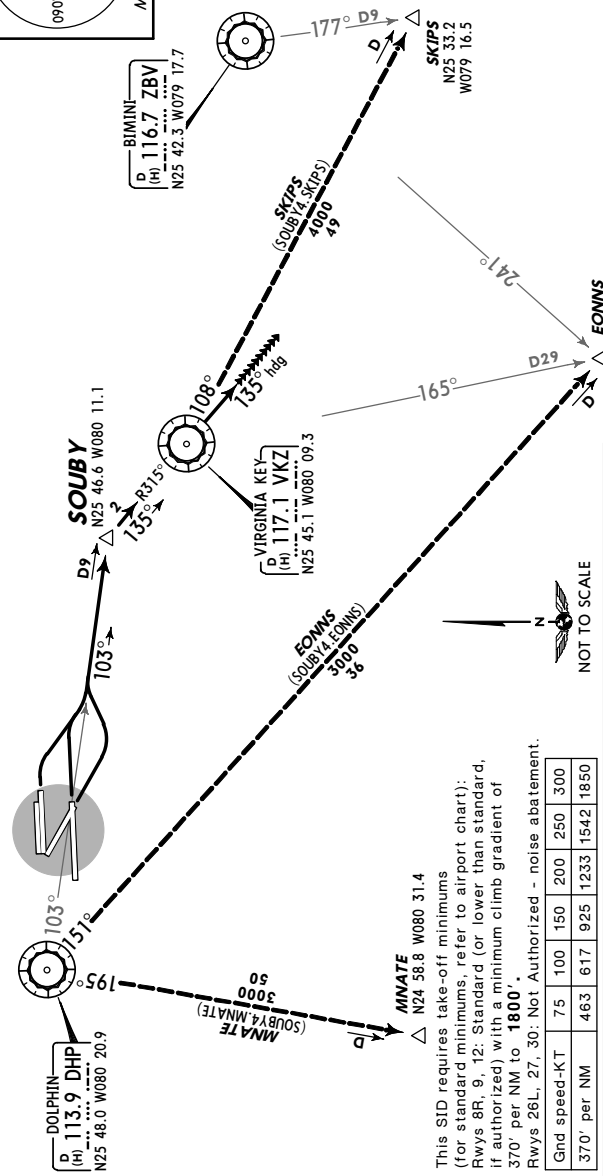 090°
M
BIMINI
D
(H) 116.7 ZBV
N25 42.3 W079 17.7
177°
D9
D
SKIPS
N25 33.2
W079 16.5
SKIPS
(SOUBY4.SKIPS)
4000
49
SOUBY
N25 46.6 W080 11.1
D9
2
R315°
135°
103°
108°
135° hdg
VIRGINIA KEY
D
(H) 117.1 VKZ
N25 45.1 W080 09.3
241°
165°
D29
EONNS
D
EONNS
(SOUBY4.EONNS)
3000
36
103°
DOLPHIN
D
(H) 113.9 DHP
N25 48.0 W080 20.9
151°
195°
MNATE
(SOUBY4.MNATE)
3000
50
D
MNATE
N24 58.8 W080 31.4
N
NOT TO SCALE
This SID requires take-off minimums
(for standard minimums, refer to airport chart):
Rwys 8R, 9, 12: Standard (or lower than standard,
if authorized) with a minimum climb gradient of
370' per NM to 1800'.
Rwys 26L, 27, 30: Not Authorized - noise abatement.
Gnd speed-KT 75 100 150 200 250 300
370' per NM 463 617 925 1233 1542 1850